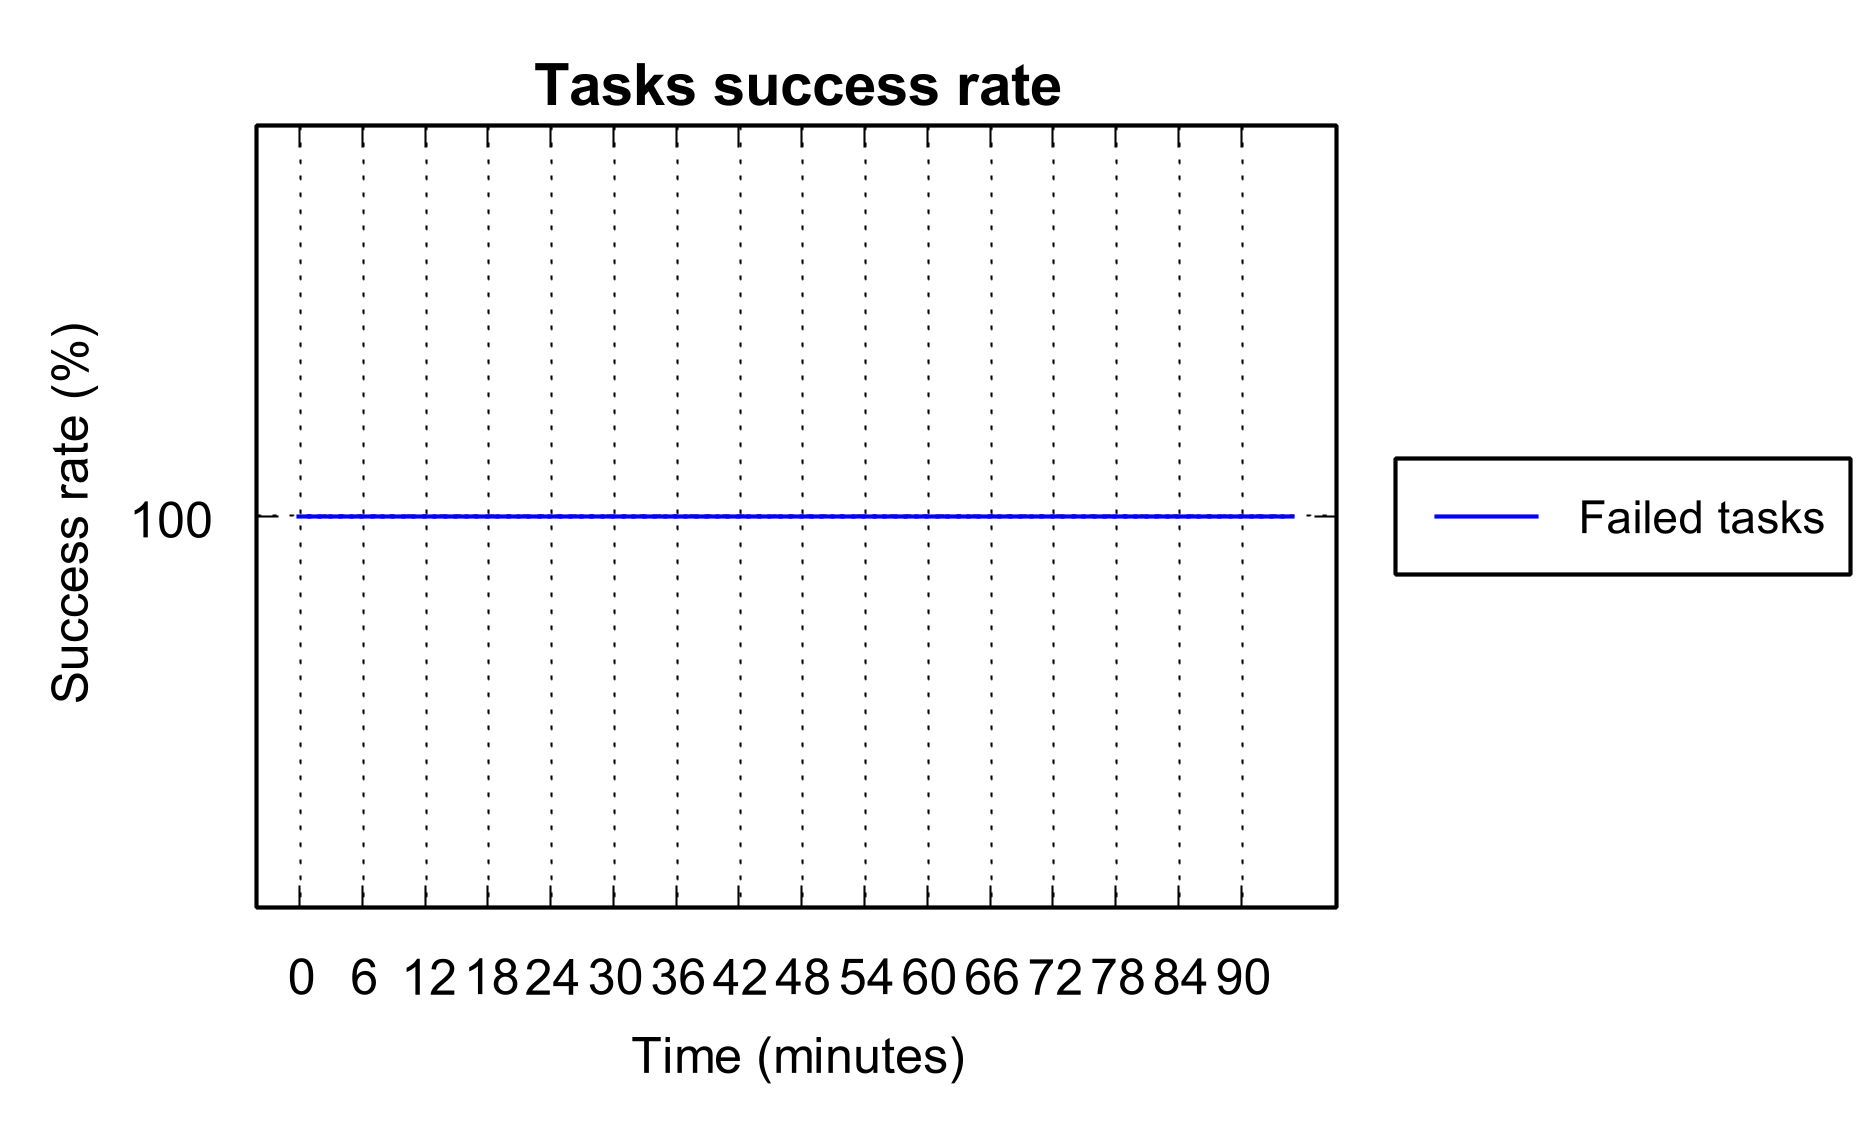 Tasks success rate
Success rate (%)
100
Failed tasks
0 6 12 18 24 30 36 42 48 54 60 66 72 78 84 90
Time (minutes)